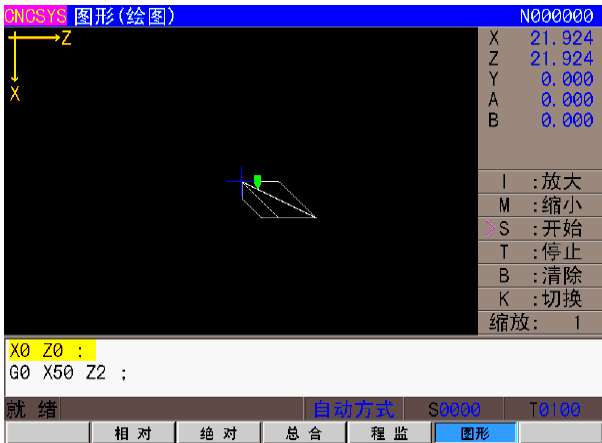 CNCSYS 图形(绘图) N000000
Z
X
X 21.924
Z 21.924
Y 0.000
A 0.000
B 0.000
I :放大
M :缩小
S :开始
T :停止
B :清除
K :切换
缩放: 1
X0 Z0 ;
G0 X50 Z2 ;
就绪 自动方式 S0000 T0100
相对 绝对 总合 程监 图形